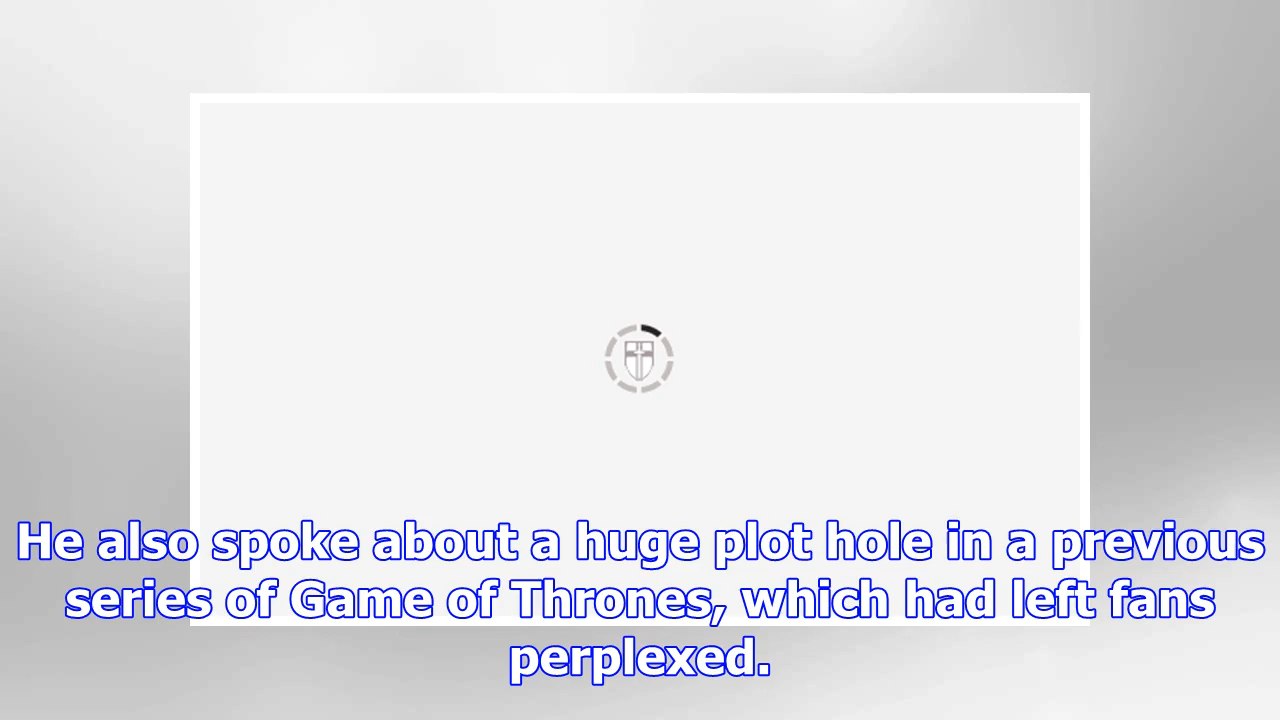 He also spoke about a huge plot hole in a previous
series of Game of Thrones, which had left fans
perplexed.